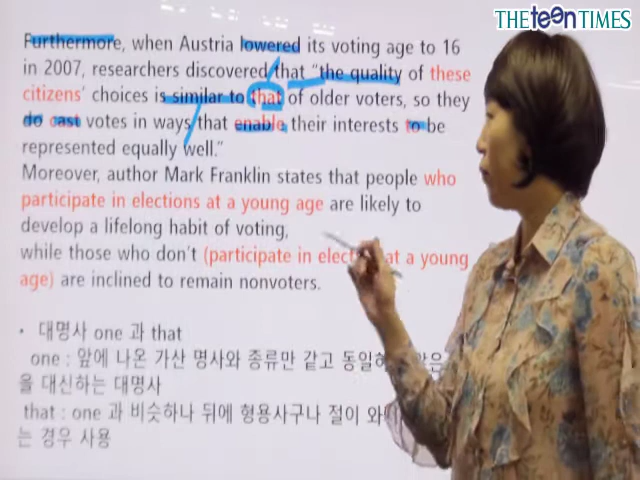 THE teen TIMES
Furthermore, when Austria lowered its voting age to 16
in 2007, researchers discovered that “the quality of these
citizens’ choices is similar to that of older voters, so they
do cast votes in ways that enable their interests to be
represented equally well.”
Moreover, author Mark Franklin states that people who
participate in elections at a young age are likely to
develop a lifelong habit of voting,
while those who don’t (participate in elect at a young
age) are inclined to remain nonvoters.
• 대명사 one 과 that
one : 앞에 나온 가산 명사와 종류만 같고
을 대신하는 대명사
that : one 과 비슷하나 뒤에 형용사구나 절이
는 경우 사용